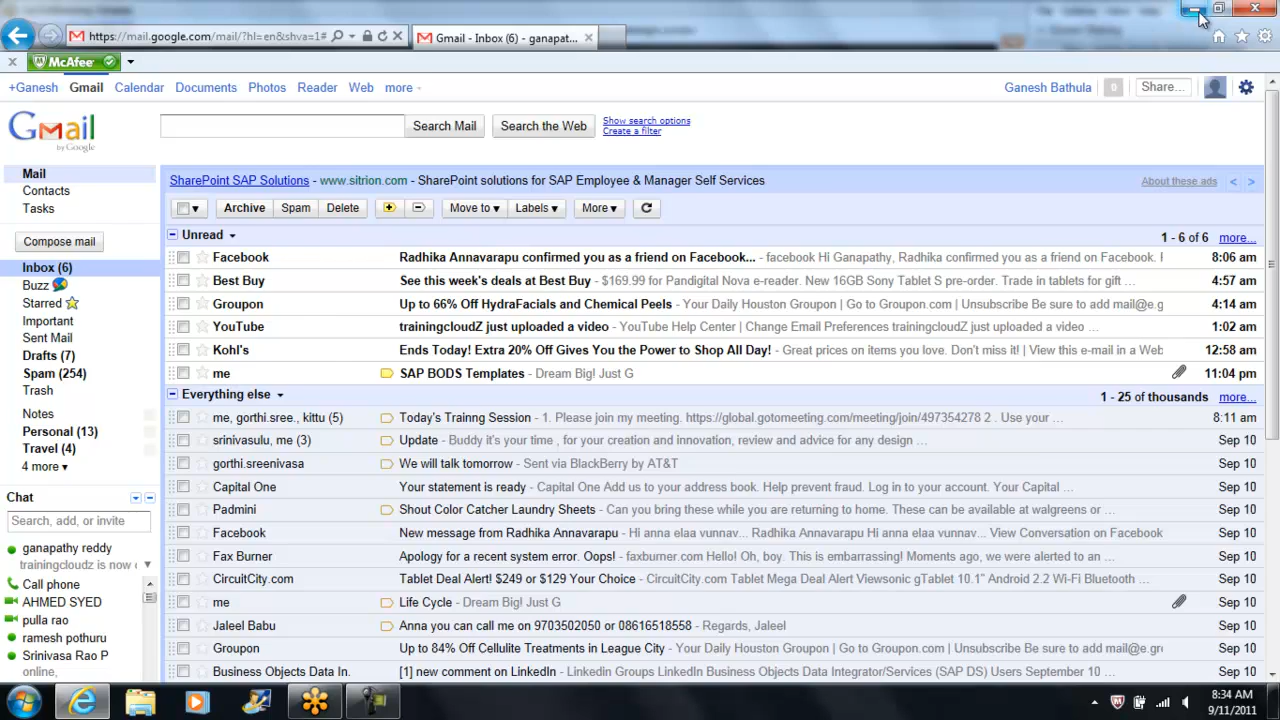 https://mail.google.com/mail/?hl=en&shva=1#
Gmail - Inbox (6) - ganapat...
McAfee
+Ganesh Gmail Calendar Documents Photos Reader Web more
Ganesh Bathula 0 Share...
Gmail
by Google
Search Mail Search the Web
Show search options
Create a filter
Mail
Contacts
Tasks
Compose mail
Inbox (6)
Buzz
Starred
Important
Sent Mail
Drafts (7)
Spam (254)
Trash
Notes
Personal (13)
Travel (4)
4 more
Chat
Search, add, or invite
ganapathy reddy
trainingcloudz is now
Call phone
AHMED SYED
pulla rao
ramesh pothuru
Srinivasa Rao P
online,
SharePoint SAP Solutions - www.sitrion.com - SharePoint solutions for SAP Employee & Manager Self Services
About these ads < >
Archive Spam Delete Move to Labels More
Unread
1 - 6 of 6 more...
Facebook Radhika Annavarapu confirmed you as a friend on Facebook... - facebook Hi Ganapathy, Radhika confirmed you as a friend on Facebook. 8:06 am
Best Buy See this week's deals at Best Buy - $169.99 for Pandigital Nova e-reader. New 16GB Sony Tablet S pre-order. Trade in tablets for gift ... 4:57 am
Groupon Up to 66% Off HydraFacials and Chemical Peels - Your Daily Houston Groupon | Go to Groupon.com | Unsubscribe Be sure to add mail@e.g 4:14 am
YouTube trainingcloudZ just uploaded a video - YouTube Help Center | Change Email Preferences trainingcloudZ just uploaded a video ... 1:02 am
Kohl's Ends Today! Extra 20% Off Gives You the Power to Shop All Day! - Great prices on items you love. Don't miss it! | View this e-mail in a Web 12:58 am
me SAP BODS Templates - Dream Big! Just G 11:04 pm
Everything else
1 - 25 of thousands more...
me, gorthi.sree., kittu (5) Today's Trainng Session - 1. Please join my meeting. https://global.gotomeeting.com/meeting/join/497354278 2 . Use your ... 8:11 am
srinivasulu, me (3) Update - Buddy it's your time , for your creation and innovation, review and advice for any design ... Sep 10
gorthi.sreenivasa We will talk tomorrow - Sent via BlackBerry by AT&T Sep 10
Capital One Your statement is ready - Capital One Add us to your address book. Help prevent fraud. Log in to your account. Your Capital ... Sep 10
Padmini Shout Color Catcher Laundry Sheets - Can you bring these while you are returning to home. These can be available at walgreens or ... Sep 10
Facebook New message from Radhika Annavarapu - Hi anna elaa vunnav... Radhika Annavarapu Hi anna elaa vunnav... View Conversation on Facebook Sep 10
Fax Burner Apology for a recent system error. Oops! - faxburner.com Hello! Oh, boy. This is embarrassing! Moments ago, we were alerted to an ... Sep 10
CircuitCity.com Tablet Deal Alert! $249 or $129 Your Choice - CircuitCity.com Tablet Mega Deal Alert Viewsonic gTablet 10.1" Android 2.2 Wi-Fi Bluetooth ... Sep 10
me Life Cycle - Dream Big! Just G Sep 10
Jaleel Babu Anna you can call me on 9703502050 or 08616518558 - Regards, Jaleel Sep 10
Groupon Up to 84% Off Cellulite Treatments in League City - Your Daily Houston Groupon | Go to Groupon.com | Unsubscribe Be sure to add mail@e.gr Sep 10
Business Objects Data In. [1] new comment on LinkedIn - LinkedIn Groups LinkedIn Business Objects Data Integrator/Services (SAP DS) Users September 10 ... Sep 10
8:34 AM
9/11/2011